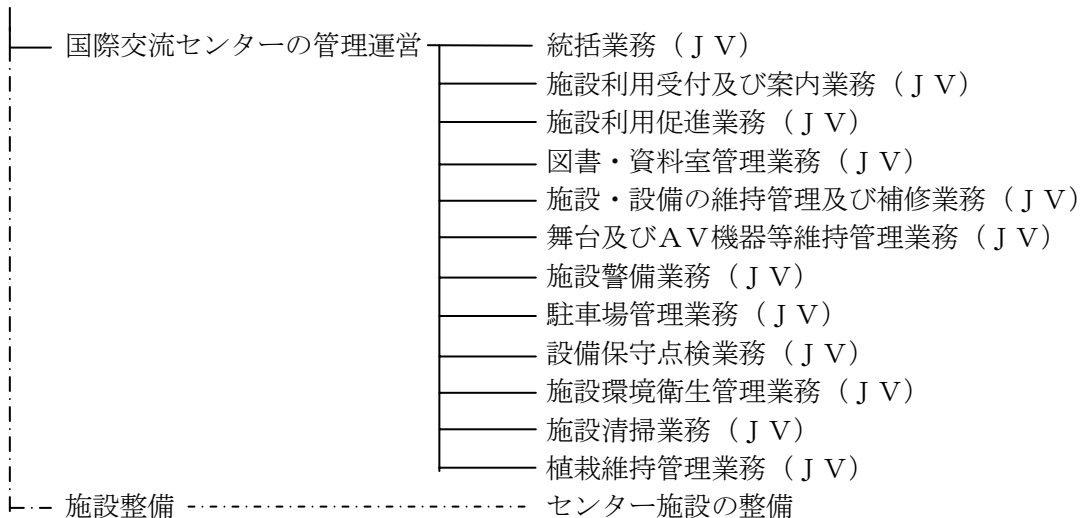 国際交流センターの管理運営 統括業務（ＪＶ）
施設利用受付及び案内業務（ＪＶ）
施設利用促進業務（ＪＶ）
図書・資料室管理業務（ＪＶ）
施設・設備の維持管理及び補修業務（ＪＶ）
舞台及びＡＶ機器等維持管理業務（ＪＶ）
施設警備業務（ＪＶ）
駐車場管理業務（ＪＶ）
設備保守点検業務（ＪＶ）
施設環境衛生管理業務（ＪＶ）
施設清掃業務（ＪＶ）
植栽維持管理業務（ＪＶ）
施設整備 センター施設の整備